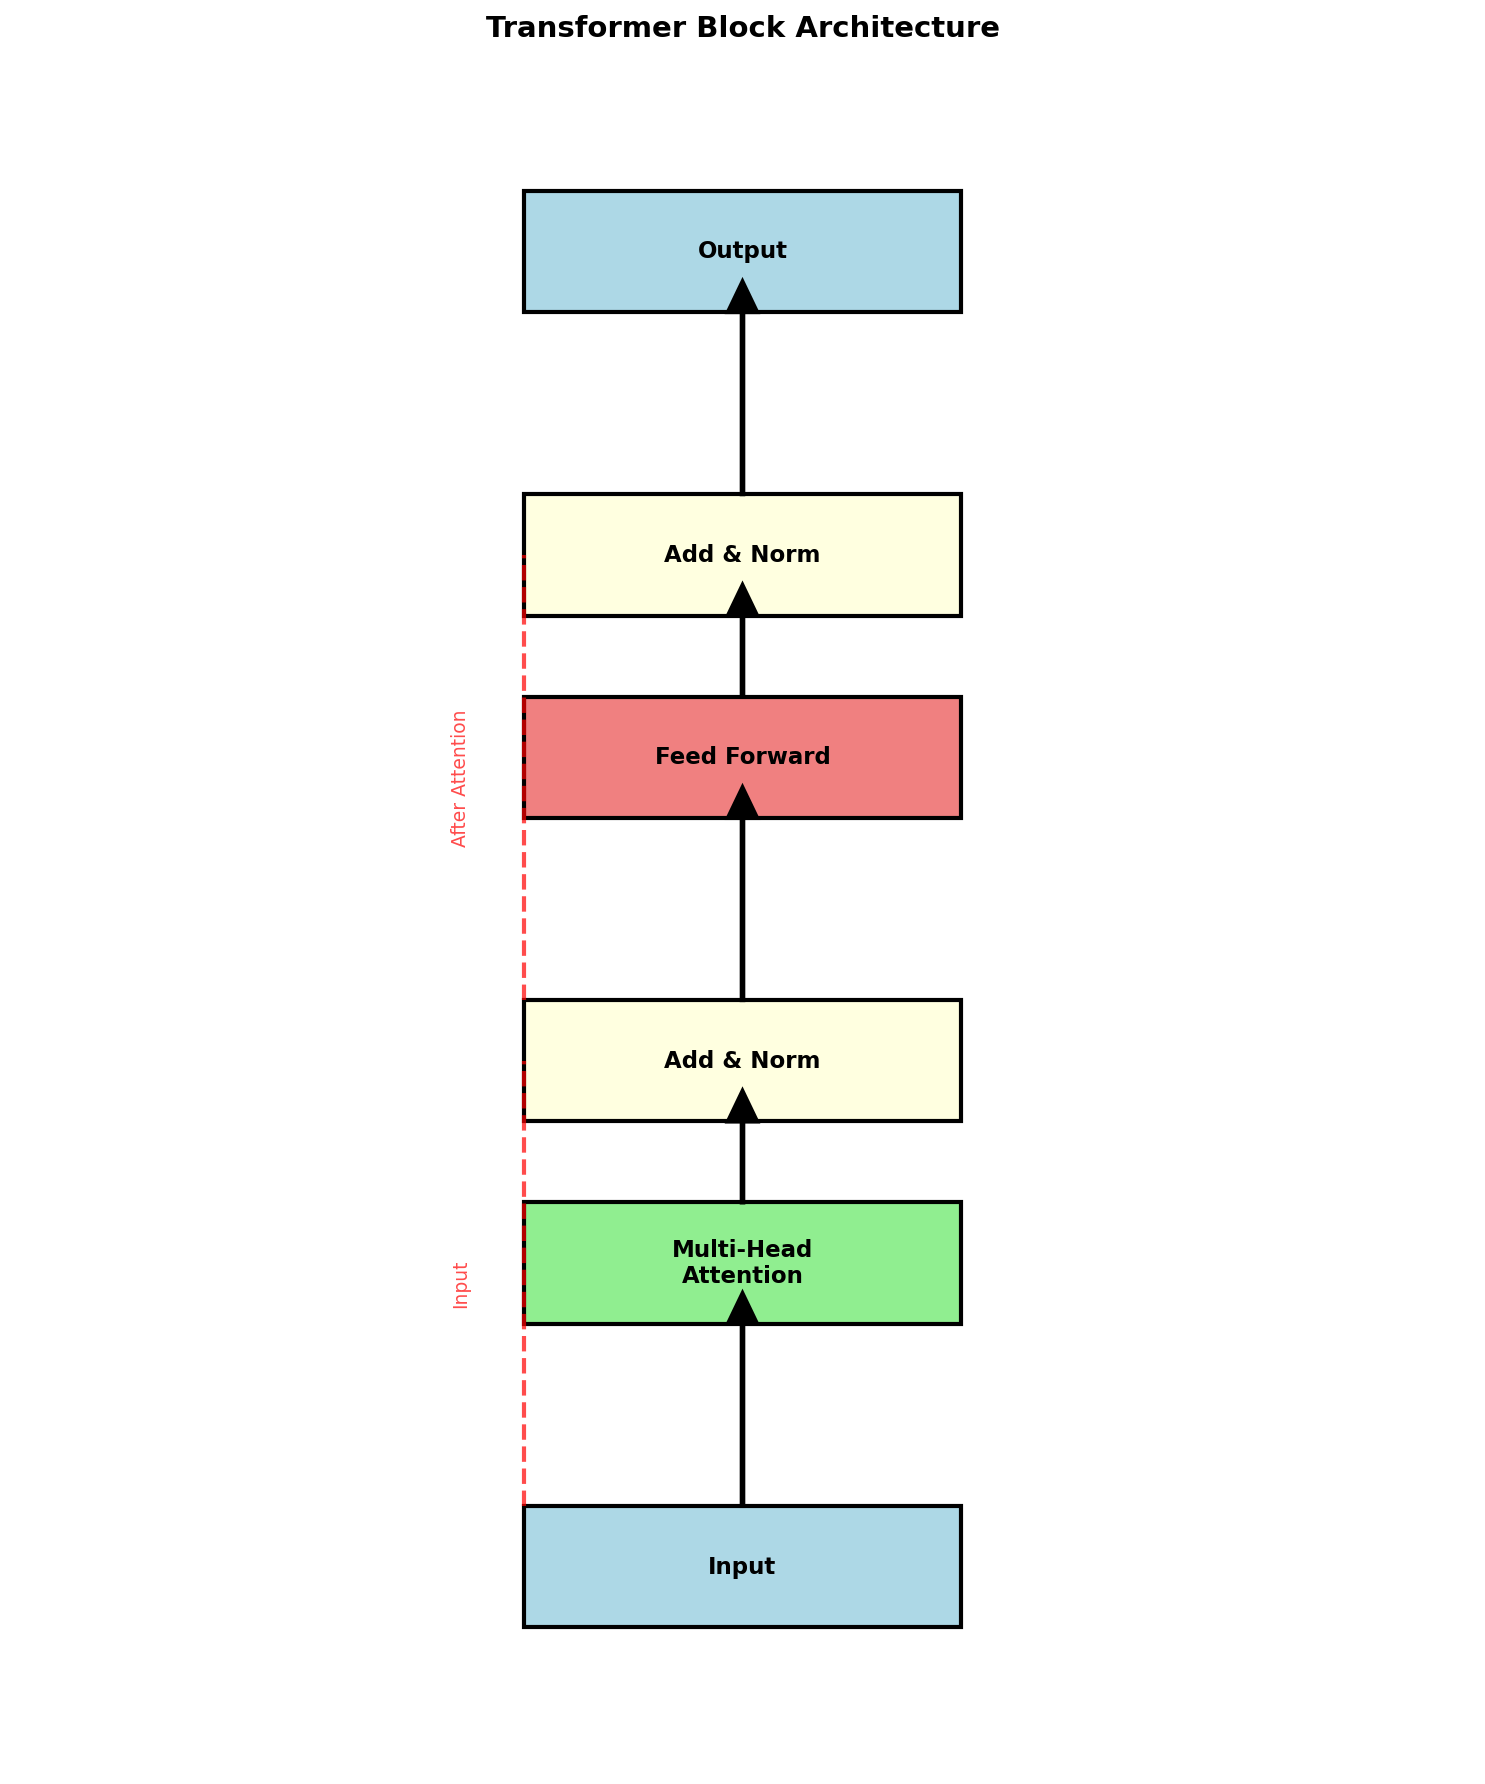 Transformer Block Architecture
Output
Add & Norm
After Attention
Feed Forward
Add & Norm
Input
Multi-Head
Attention
Input